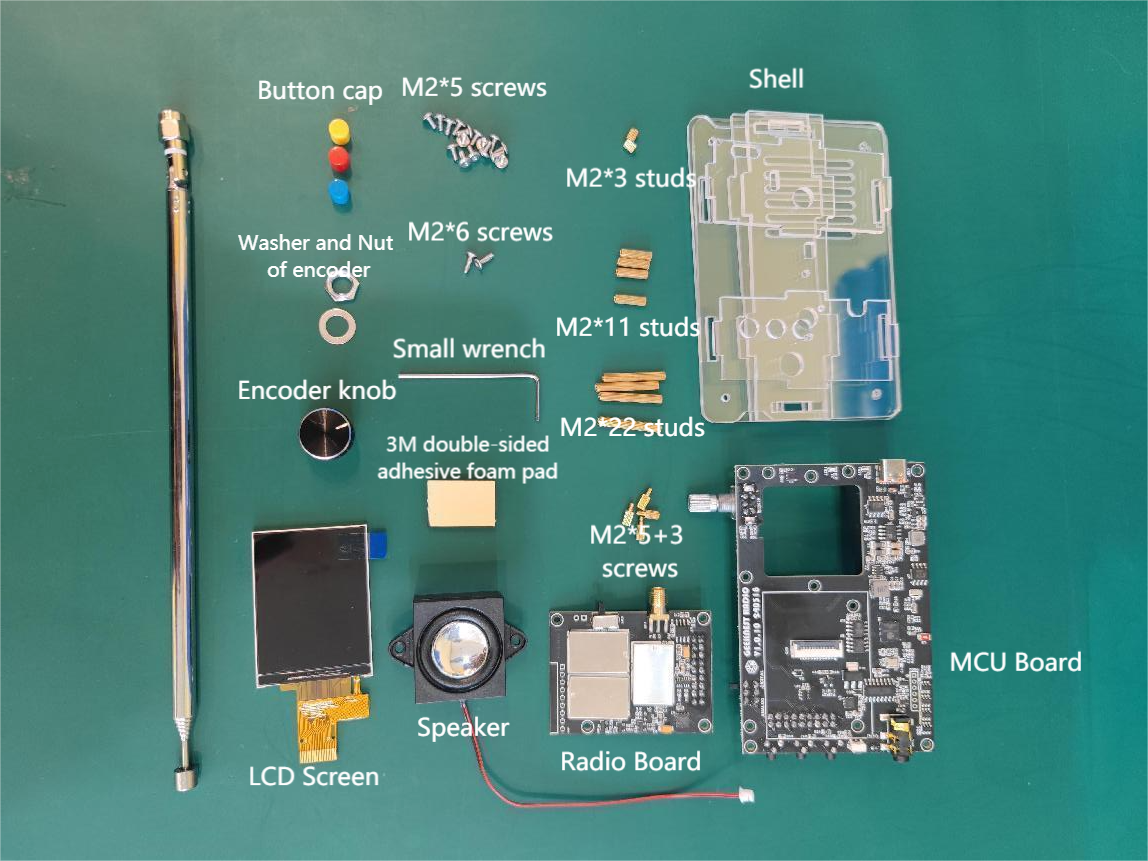 Button cap
M2*5 screws
Shell
M2*3 studs
M2*6 screws
Washer and Nut
of encoder
M2*11 studs
Small wrench
Encoder knob
M2*22 studs
3M double-sided
adhesive foam pad
M2*5+3
screws
GEEKNEST RADIO
MCU Board
Speaker
Radio Board
LCD Screen